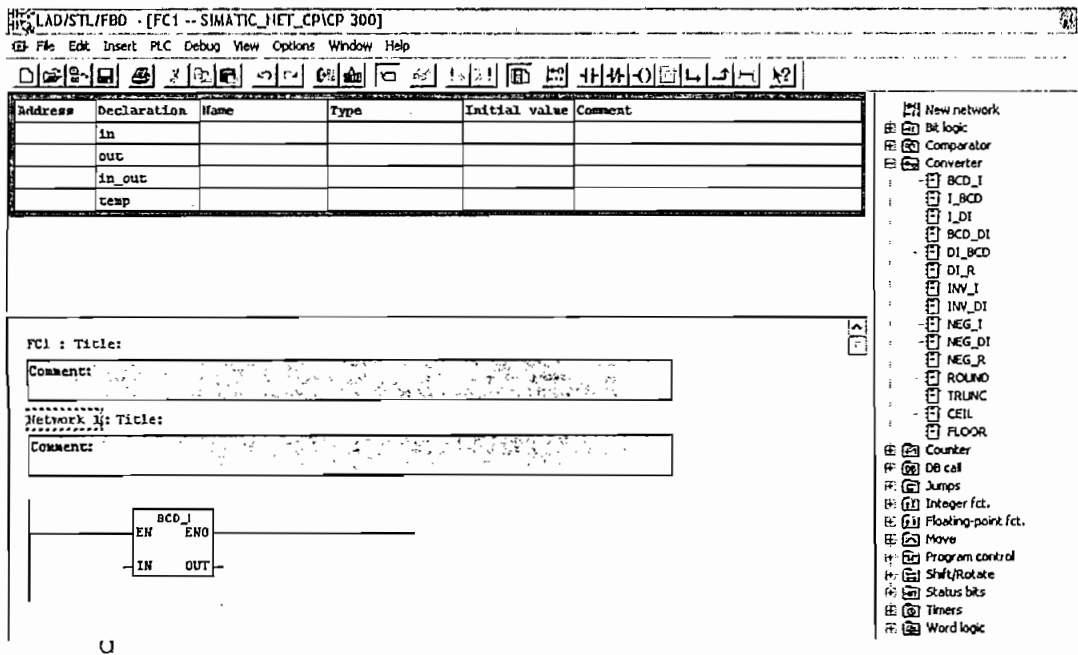 LAD/STL/FBD - [FC1 -- SIMATIC_NET_CP\CP 300]
File Edit Insert PLC Debug View Options Window Help
Address Declaration Name Type Initial value Comment
in
out
in_out
temp
FC1 : Title:
Comment:
Network 1: Title:
Comment:
BCD_I
EN ENO
IN OUT
New network
Bit logic
Comparator
Converter
BCD_I
I_BCD
I_DI
BCD_DI
DI_BCD
DI_R
INV_I
INV_DI
NEG_I
NEG_DI
NEG_R
ROUND
TRUNC
CEIL
FLOOR
Counter
DB call
Jumps
Integer fct.
Floating-point fct.
Move
Program control
Shift/Rotate
Status bits
Timers
Word logic